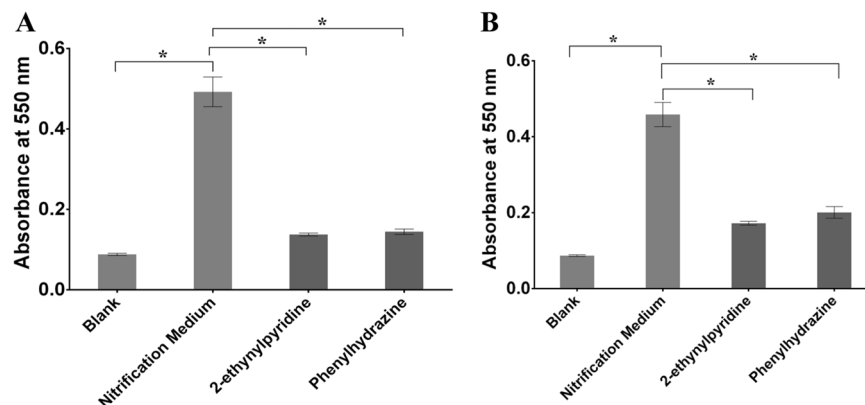 A
Absorbance at 550 nm
0.6
0.4
0.2
0.0
*
*
*
Blank
Nitrification Medium
2-ethynylpyridine
Phenylhydrazine
B
Absorbance at 550 nm
0.6
0.4
0.2
0.0
*
*
*
Blank
Nitrification Medium
2-ethynylpyridine
Phenylhydrazine